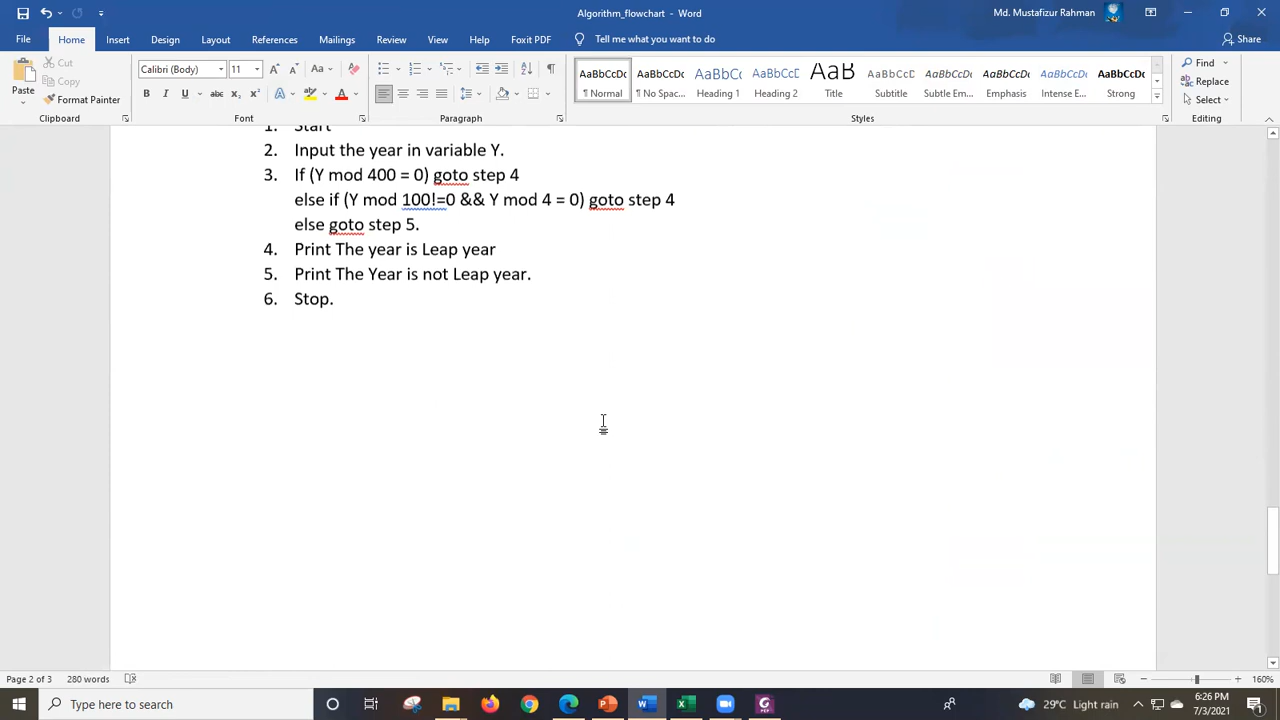 Algorithm_flowchart - Word
Md. Mustafizur Rahman
File Home Insert Design Layout References Mailings Review View Help Foxit PDF Tell me what you want to do Share
Paste
Cut
Copy
Format Painter
Clipboard
Calibri (Body) 11
Font
Paragraph
AaBbCcDc ¶ Normal
AaBbCcDc ¶ No Spac...
AaBbCc Heading 1
AaBbCcD Heading 2
AaB Title
AaBbCcD Subtitle
AaBbCcDc Subtle Em...
AaBbCcDc Emphasis
AaBbCcDc Intense E...
AaBbCcDc Strong
Styles
Find
Replace
Select
Editing
1. Start
2. Input the year in variable Y.
3. If (Y mod 400 = 0) goto step 4
else if (Y mod 100!=0 && Y mod 4 = 0) goto step 4
else goto step 5.
4. Print The year is Leap year
5. Print The Year is not Leap year.
6. Stop.
Page 2 of 3 280 words 160%
Type here to search
29°C Light rain
6:26 PM
7/3/2021